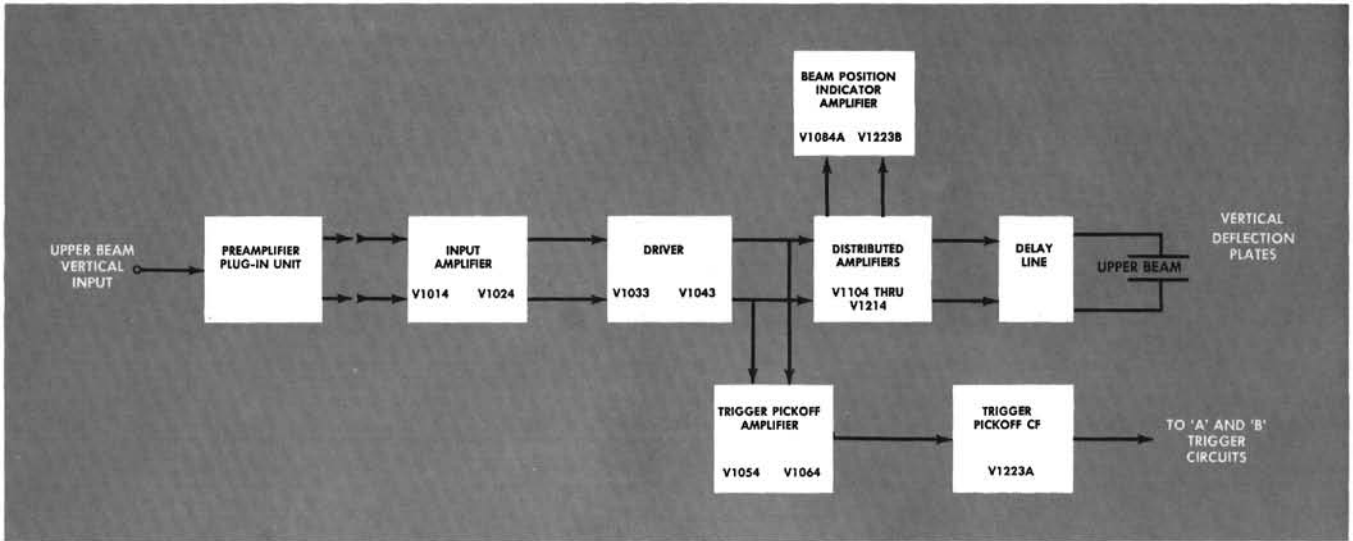 BEAM POSITION
INDICATOR
AMPLIFIER
V1084A V1223B
UPPER BEAM
VERTICAL
INPUT
PREAMPLIFIER
PLUG-IN UNIT
INPUT
AMPLIFIER
V1014 V1024
DRIVER
V1033 V1043
DISTRIBUTED
AMPLIFIERS
V1104 THRU
V1214
DELAY
LINE
UPPER BEAM
VERTICAL
DEFLECTION
PLATES
TRIGGER PICKOFF
AMPLIFIER
V1054 V1064
TRIGGER
PICKOFF CF
V1223A
TO 'A' AND 'B'
TRIGGER
CIRCUITS